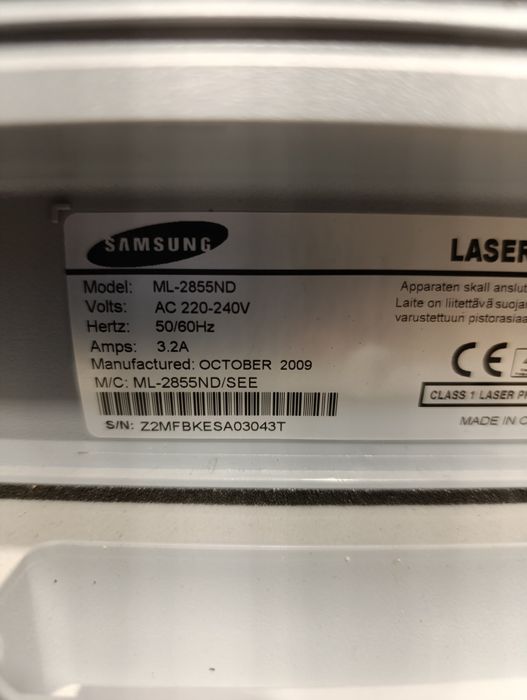 SAMSUNG
LASER
Model: ML-2855ND
Volts: AC 220-240V
Hertz: 50/60Hz
Amps: 3.2A
Manufactured: OCTOBER 2009
M/C: ML-2855ND/SEE
S/N: Z2MFBKESA03043T
Apparaten skall anslut
Laite on liitettävä suoja
varustettuun pistorasiaa
CE
CLASS 1 LASER PR
MADE IN C